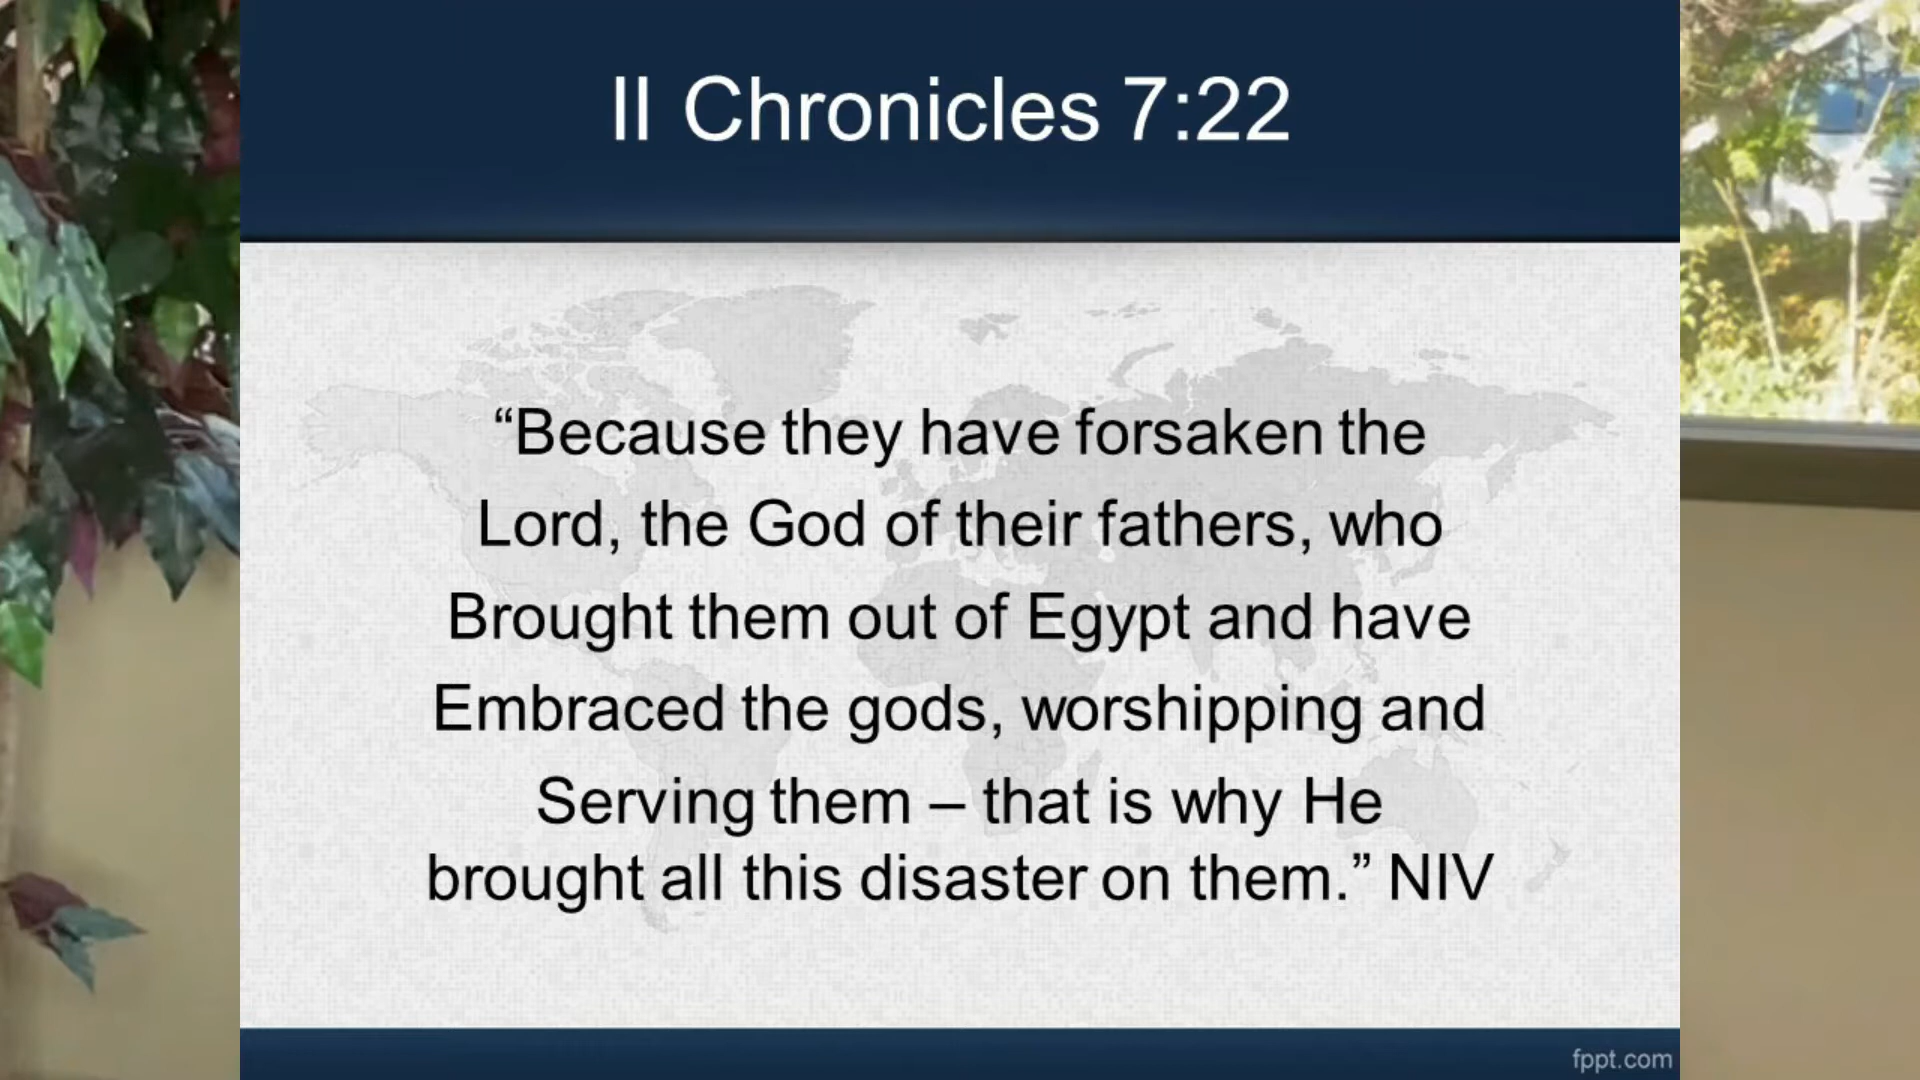 II Chronicles 7:22
“Because they have forsaken the
Lord, the God of their fathers, who
Brought them out of Egypt and have
Embraced the gods, worshipping and
Serving them – that is why He
brought all this disaster on them.” NIV
fppt.com